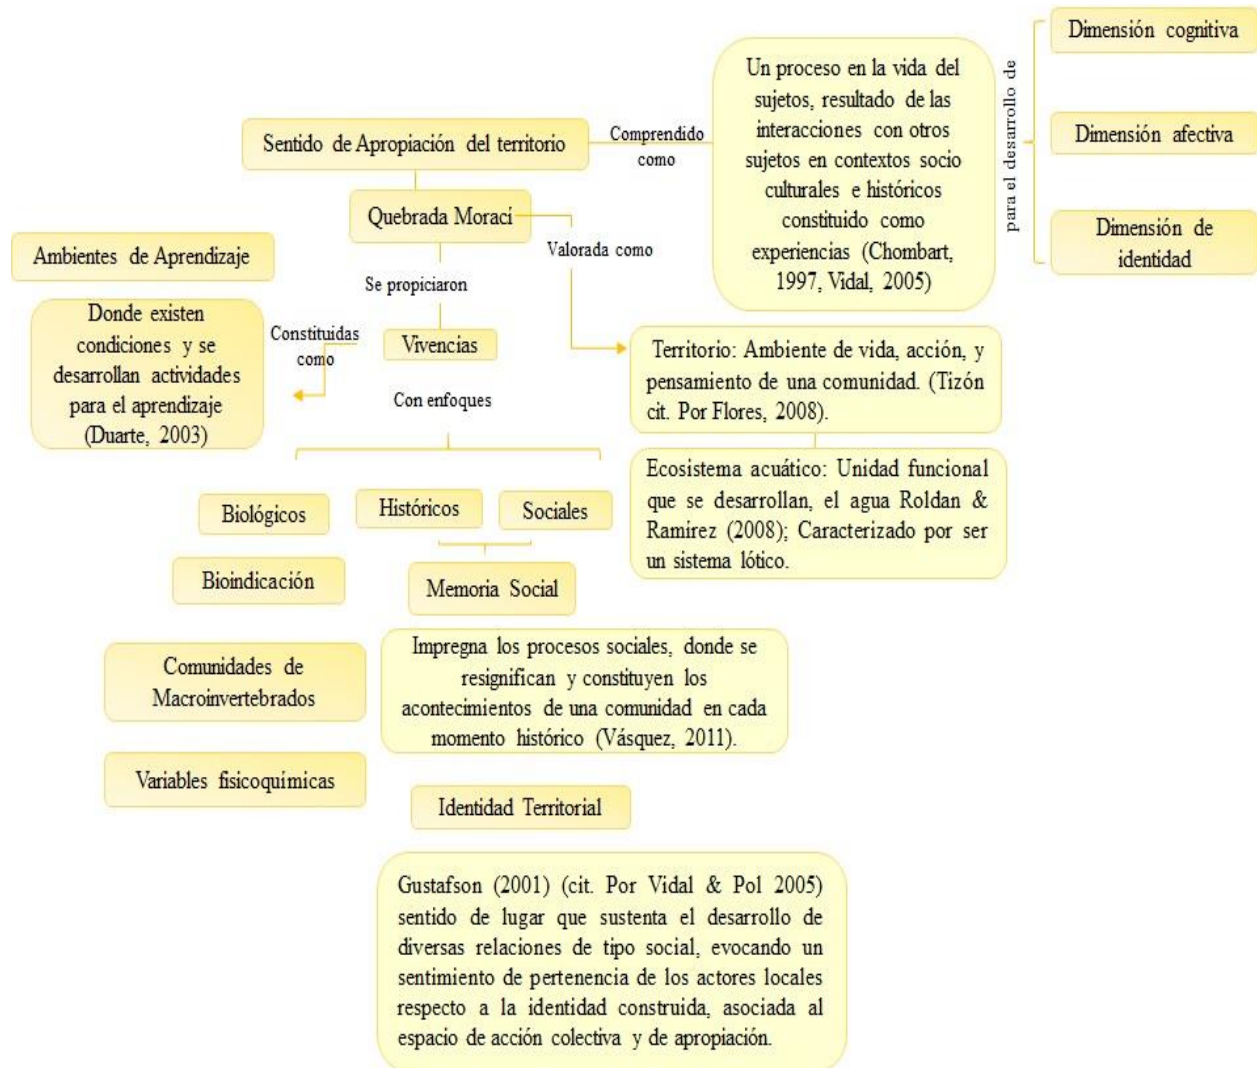 Sentido de Apropiación del territorio
Comprendido
como
Un proceso en la vida del
sujetos, resultado de las
interacciones con otros
sujetos en contextos socio
culturales e históricos
constituido como
experiencias (Chombart,
1997, Vidal, 2005)
para el desarrollo de
Dimensión cognitiva
Dimensión afectiva
Dimensión de
identidad
Quebrada Morací
Valorada como
Ambientes de Aprendizaje
Se propiciaron
Donde existen
condiciones y se
desarrollan actividades
para el aprendizaje
(Duarte, 2003)
Constituidas
como
Vivencias
Con enfoques
Territorio: Ambiente de vida, acción, y
pensamiento de una comunidad. (Tizón
cit. Por Flores, 2008).
Ecosistema acuático: Unidad funcional
que se desarrollan, el agua Roldan &
Ramírez (2008); Caracterizado por ser
un sistema lótico.
Biológicos
Históricos
Sociales
Bioindicación
Memoria Social
Comunidades de
Macroinvertebrados
Impregna los procesos sociales, donde se
resignifican y constituyen los
acontecimientos de una comunidad en cada
momento histórico (Vásquez, 2011).
Variables fisicoquímicas
Identidad Territorial
Gustafson (2001) (cit. Por Vidal & Pol 2005)
sentido de lugar que sustenta el desarrollo de
diversas relaciones de tipo social, evocando un
sentimiento de pertenencia de los actores locales
respecto a la identidad construida, asociada al
espacio de acción colectiva y de apropiación.